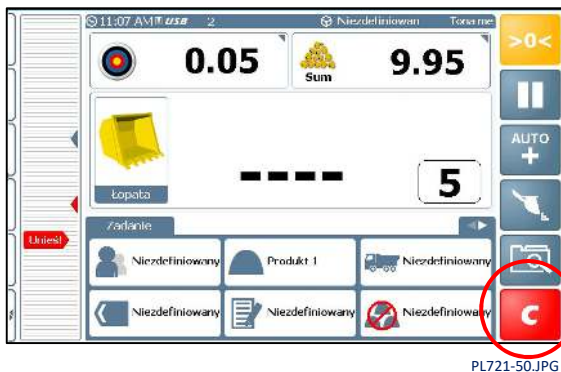 11:07 AM USB 2 Niezdefiniowan Tona me
>0<
0.05
Sum
9.95
AUTO
+
Łopata
----
5
Unieś!
Zadanie
Niezdefiniowany
Produkt 1
Niezdefiniowany
Niezdefiniowany
Niezdefiniowany
Niezdefiniowany
C
PL721-50.JPG